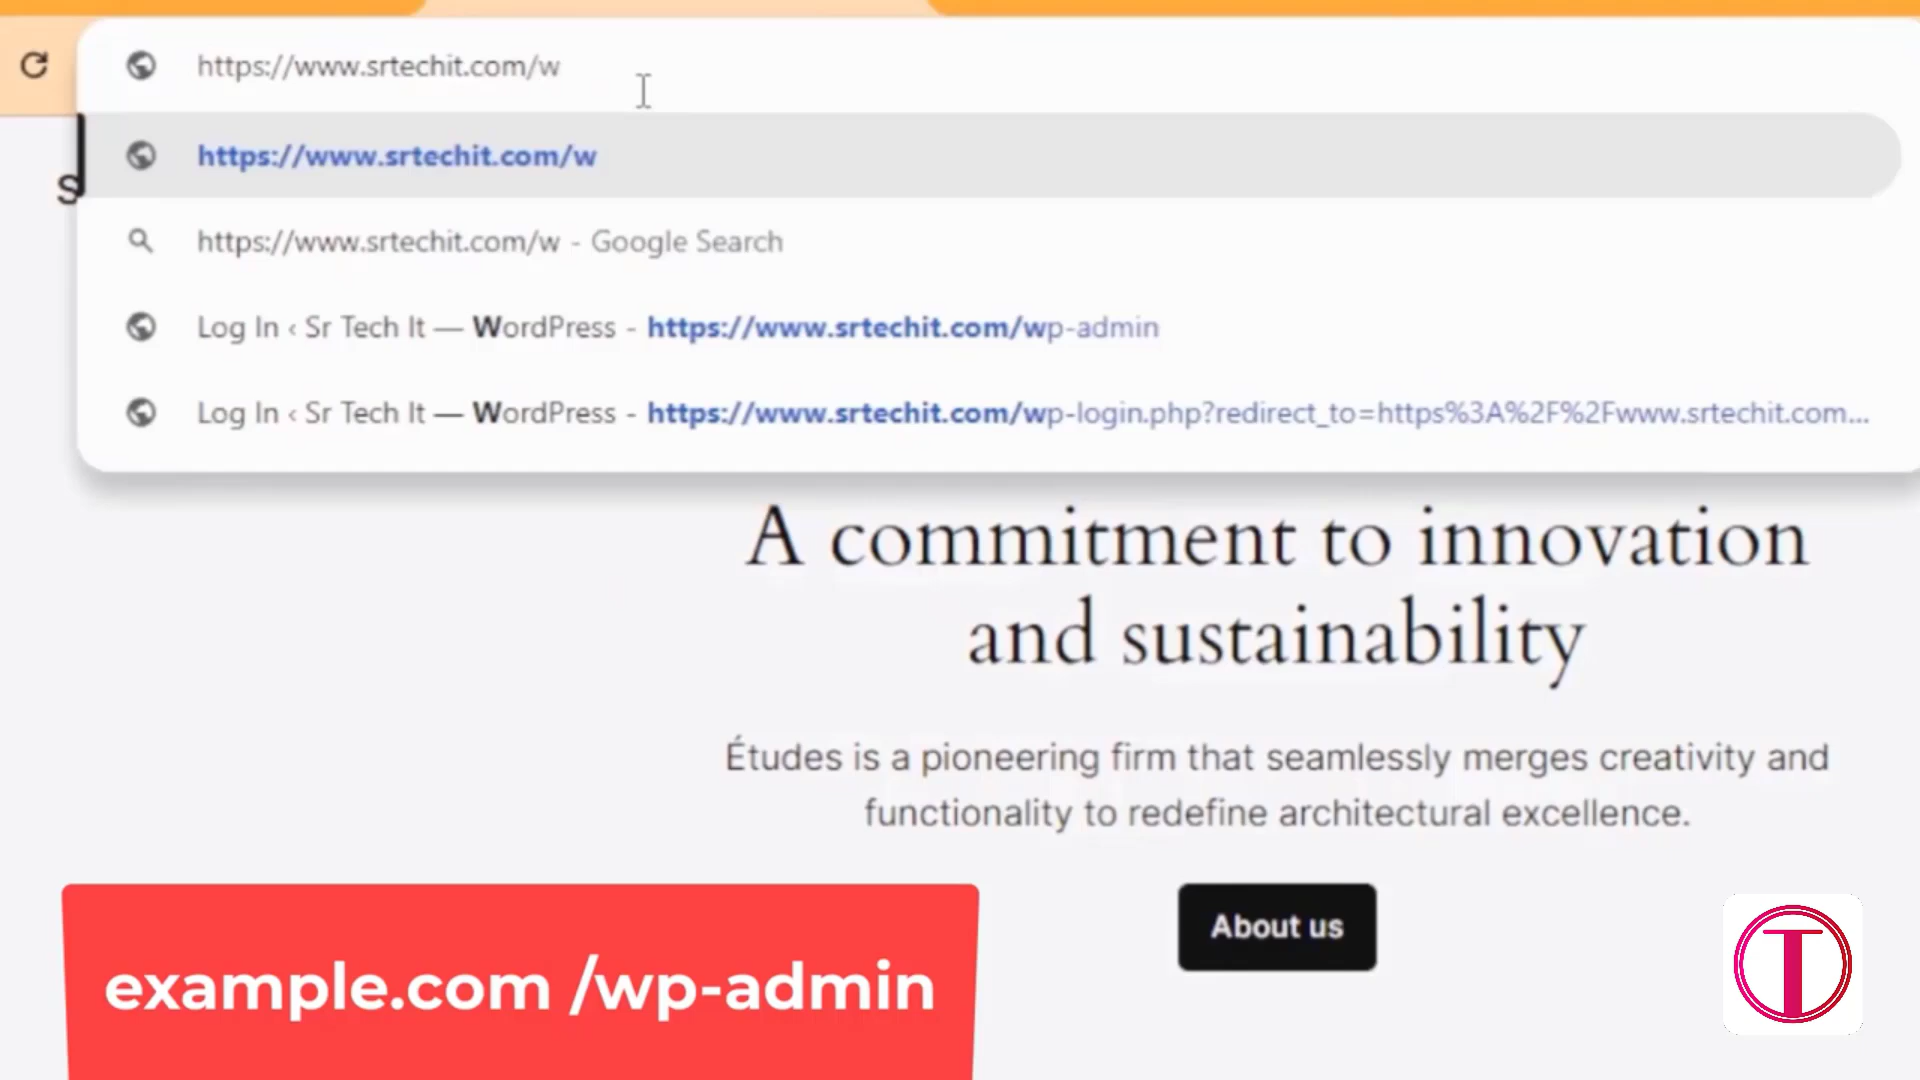 https://www.srtechit.com/w
https://www.srtechit.com/w
S
https://www.srtechit.com/w - Google Search
Log In ‹ Sr Tech It — WordPress - https://www.srtechit.com/wp-admin
Log In ‹ Sr Tech It — WordPress - https://www.srtechit.com/wp-login.php?redirect_to=https%3A%2F%2Fwww.srtechit.com...
A commitment to innovation
and sustainability
Études is a pioneering firm that seamlessly merges creativity and
functionality to redefine architectural excellence.
About us
example.com /wp-admin
T